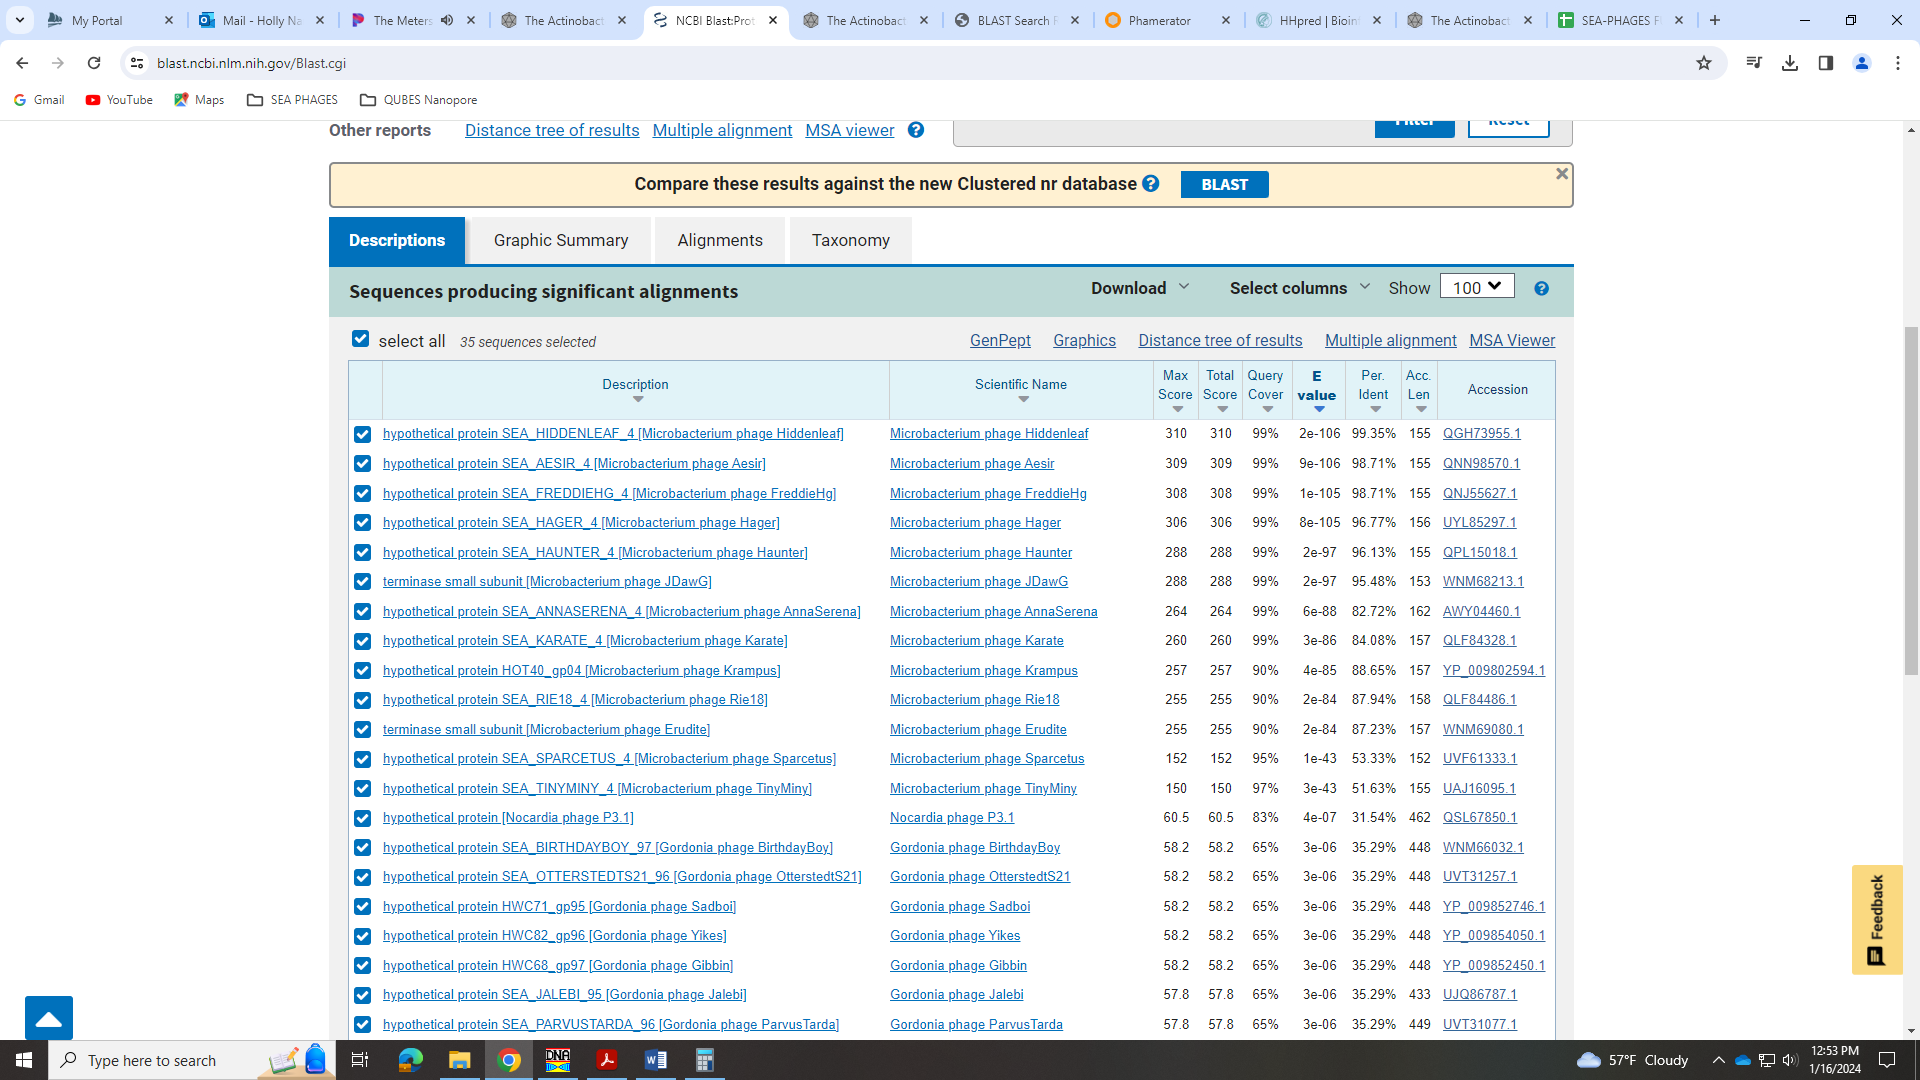 My Portal
Mail - Holly Na
The Meters
The Actinobact
NCBI Blast:Prot
The Actinobact
BLAST Search F
Phamerator
HHpred | Bioin
The Actinobact
SEA-PHAGES F
blast.ncbi.nlm.nih.gov/Blast.cgi
Gmail YouTube Maps SEA PHAGES QUBES Nanopore
Other reports Distance tree of results Multiple alignment MSA viewer ? Filter Reset
Compare these results against the new Clustered nr database ? BLAST
Descriptions Graphic Summary Alignments Taxonomy
Sequences producing significant alignments Download Select columns Show 100 ?
select all 35 sequences selected GenPept Graphics Distance tree of results Multiple alignment MSA Viewer
Description Scientific Name Max Score Total Score Query Cover E value Per. Ident Acc. Len Accession
hypothetical protein SEA_HIDDENLEAF_4 [Microbacterium phage Hiddenleaf] Microbacterium phage Hiddenleaf 310 310 99% 2e-106 99.35% 155 QGH73955.1
hypothetical protein SEA_AESIR_4 [Microbacterium phage Aesir] Microbacterium phage Aesir 309 309 99% 9e-106 98.71% 155 QNN98570.1
hypothetical protein SEA_FREDDIEHG_4 [Microbacterium phage FreddieHg] Microbacterium phage FreddieHg 308 308 99% 1e-105 98.71% 155 QNJ55627.1
hypothetical protein SEA_HAGER_4 [Microbacterium phage Hager] Microbacterium phage Hager 306 306 99% 8e-105 96.77% 156 UYL85297.1
hypothetical protein SEA_HAUNTER_4 [Microbacterium phage Haunter] Microbacterium phage Haunter 288 288 99% 2e-97 96.13% 155 QPL15018.1
terminase small subunit [Microbacterium phage JDawG] Microbacterium phage JDawG 288 288 99% 2e-97 95.48% 153 WNM68213.1
hypothetical protein SEA_ANNASERENA_4 [Microbacterium phage AnnaSerena] Microbacterium phage AnnaSerena 264 264 99% 6e-88 82.72% 162 AWY04460.1
hypothetical protein SEA_KARATE_4 [Microbacterium phage Karate] Microbacterium phage Karate 260 260 99% 3e-86 84.08% 157 QLF84328.1
hypothetical protein HOT40_gp04 [Microbacterium phage Krampus] Microbacterium phage Krampus 257 257 90% 4e-85 88.65% 157 YP_009802594.1
hypothetical protein SEA_RIE18_4 [Microbacterium phage Rie18] Microbacterium phage Rie18 255 255 90% 2e-84 87.94% 158 QLF84486.1
terminase small subunit [Microbacterium phage Erudite] Microbacterium phage Erudite 255 255 90% 2e-84 87.23% 157 WNM69080.1
hypothetical protein SEA_SPARCETUS_4 [Microbacterium phage Sparcetus] Microbacterium phage Sparcetus 152 152 95% 1e-43 53.33% 152 UVF61333.1
hypothetical protein SEA_TINYMINY_4 [Microbacterium phage TinyMiny] Microbacterium phage TinyMiny 150 150 97% 3e-43 51.63% 155 UAJ16095.1
hypothetical protein [Nocardia phage P3.1] Nocardia phage P3.1 60.5 60.5 83% 4e-07 31.54% 462 QSL67850.1
hypothetical protein SEA_BIRTHDAYBOY_97 [Gordonia phage BirthdayBoy] Gordonia phage BirthdayBoy 58.2 58.2 65% 3e-06 35.29% 448 WNM66032.1
hypothetical protein SEA_OTTERSTEDTS21_96 [Gordonia phage OtterstedtS21] Gordonia phage OtterstedtS21 58.2 58.2 65% 3e-06 35.29% 448 UVT31257.1
hypothetical protein HWC71_gp95 [Gordonia phage Sadboi] Gordonia phage Sadboi 58.2 58.2 65% 3e-06 35.29% 448 YP_009852746.1
hypothetical protein HWC82_gp96 [Gordonia phage Yikes] Gordonia phage Yikes 58.2 58.2 65% 3e-06 35.29% 448 YP_009854050.1
hypothetical protein HWC68_gp97 [Gordonia phage Gibbin] Gordonia phage Gibbin 58.2 58.2 65% 3e-06 35.29% 448 YP_009852450.1
hypothetical protein SEA_JALEBI_95 [Gordonia phage Jalebi] Gordonia phage Jalebi 57.8 57.8 65% 3e-06 35.29% 433 UJQ86787.1
hypothetical protein SEA_PARVUSTARDA_96 [Gordonia phage ParvusTarda] Gordonia phage ParvusTarda 57.8 57.8 65% 3e-06 35.29% 449 UVT31077.1
Feedback
Type here to search DNA 57°F Cloudy 12:53 PM
1/16/2024